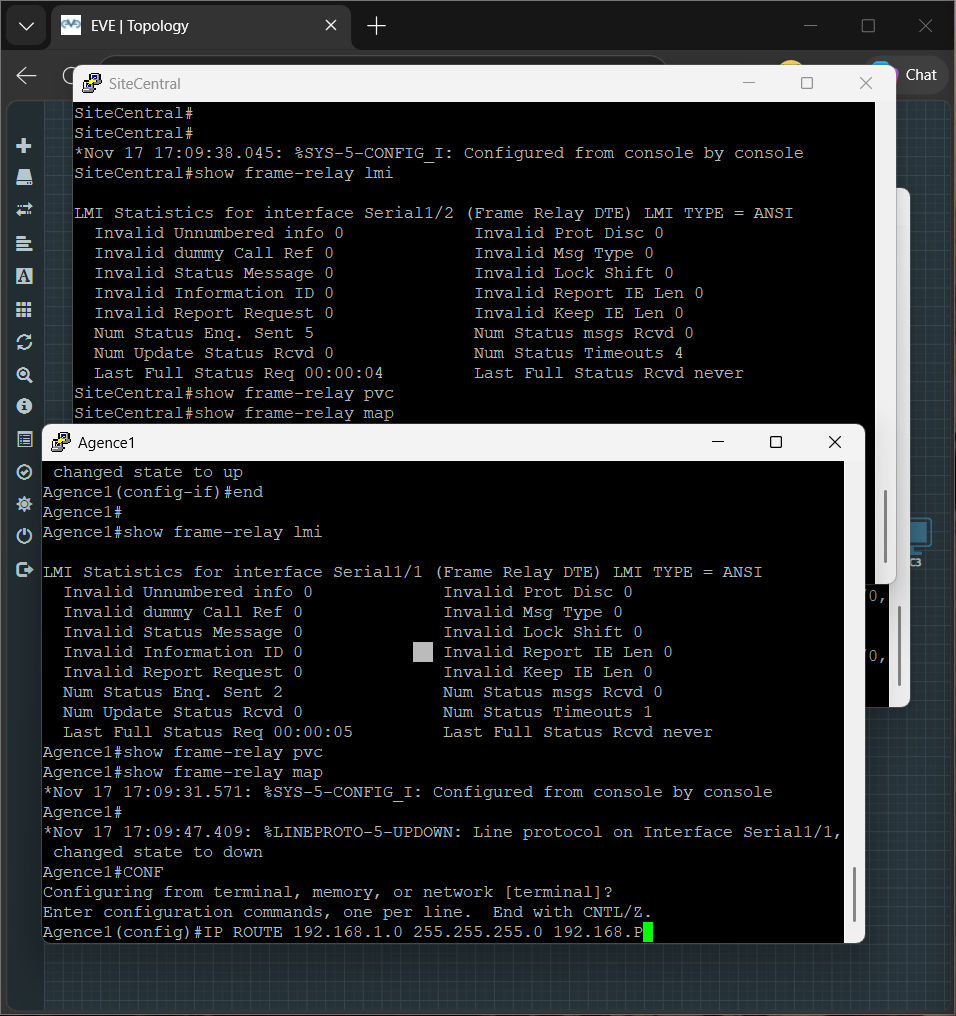 EVE | Topology
Chat
SiteCentral
SiteCentral#
SiteCentral#
*Nov 17 17:09:38.045: %SYS-5-CONFIG_I: Configured from console by console
SiteCentral#show frame-relay lmi
LMI Statistics for interface Serial1/2 (Frame Relay DTE) LMI TYPE = ANSI
Invalid Unnumbered info 0 Invalid Prot Disc 0
Invalid dummy Call Ref 0 Invalid Msg Type 0
Invalid Status Message 0 Invalid Lock Shift 0
Invalid Information ID 0 Invalid Report IE Len 0
Invalid Report Request 0 Invalid Keep IE Len 0
Num Status Enq. Sent 5 Num Status msgs Rcvd 0
Num Update Status Rcvd 0 Num Status Timeouts 4
Last Full Status Req 00:00:04 Last Full Status Rcvd never
SiteCentral#show frame-relay pvc
SiteCentral#show frame-relay map
Agence1
changed state to up
Agence1(config-if)#end
Agence1#
Agence1#show frame-relay lmi
LMI Statistics for interface Serial1/1 (Frame Relay DTE) LMI TYPE = ANSI
Invalid Unnumbered info 0 Invalid Prot Disc 0
Invalid dummy Call Ref 0 Invalid Msg Type 0
Invalid Status Message 0 Invalid Lock Shift 0
Invalid Information ID 0 Invalid Report IE Len 0
Invalid Report Request 0 Invalid Keep IE Len 0
Num Status Enq. Sent 2 Num Status msgs Rcvd 0
Num Update Status Rcvd 0 Num Status Timeouts 1
Last Full Status Req 00:00:05 Last Full Status Rcvd never
Agence1#show frame-relay pvc
Agence1#show frame-relay map
*Nov 17 17:09:31.571: %SYS-5-CONFIG_I: Configured from console by console
Agence1#
*Nov 17 17:09:47.409: %LINEPROTO-5-UPDOWN: Line protocol on Interface Serial1/1,
changed state to down
Agence1#CONF
Configuring from terminal, memory, or network [terminal]?
Enter configuration commands, one per line. End with CNTL/Z.
Agence1(config)#IP ROUTE 192.168.1.0 255.255.255.0 192.168.P